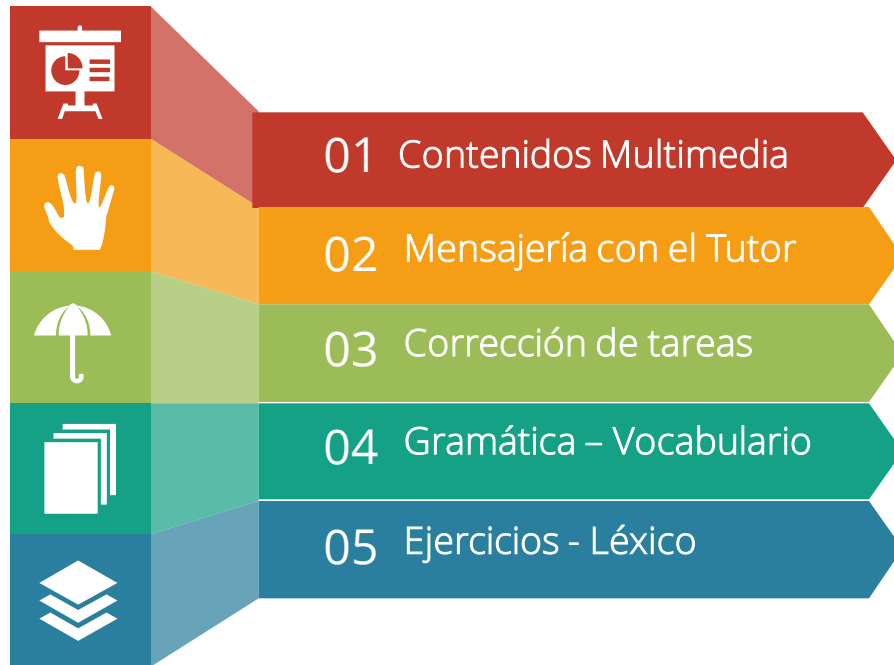 01 Contenidos Multimedia
02 Mensajería con el Tutor
03 Corrección de tareas
04 Gramática – Vocabulario
05 Ejercicios - Léxico